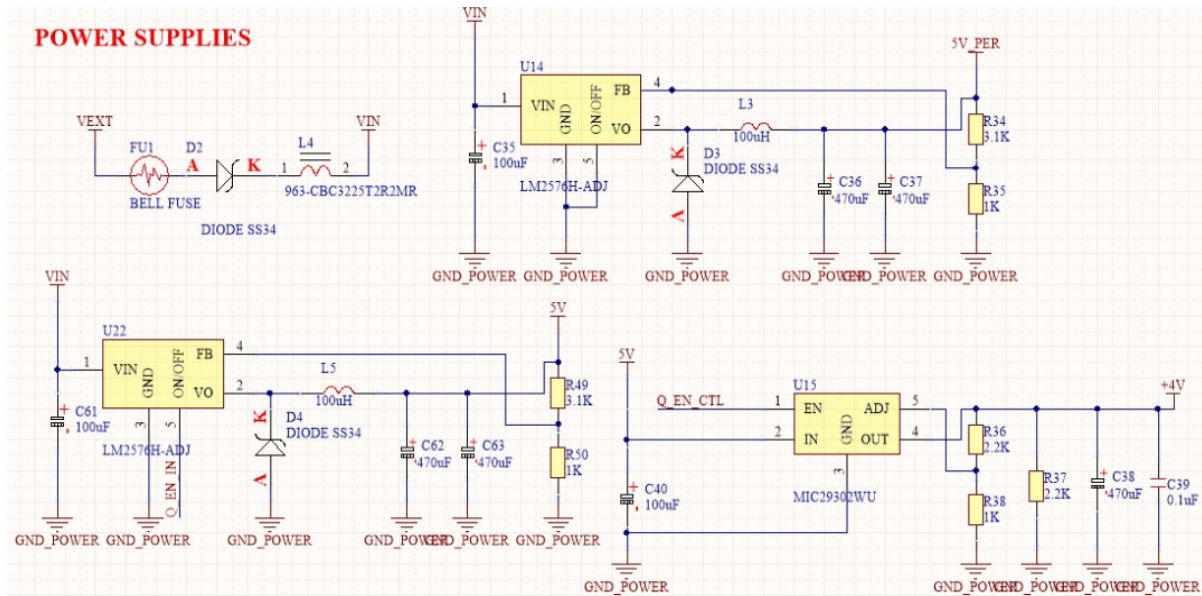 POWER SUPPLIES
VEXT
FU1
BELL FUSE
D2
A
K
DIODE SS34
L4
1
2
963-CBC3225T2R2MR
VIN
VIN
U14
1
VIN
GND
ON/OFF
FB
VO
4
2
3
5
LM2576H-ADJ
C35
100uF
+
-
L3
100uH
K
D3
DIODE SS34
A
C36
470uF
C37
470uF
5V_PER
R34
3.1K
R35
1K
GND_POWER
GND_POWER
GND_POWER
GND_POWER
GND_POWER
GND_POWER
VIN
U22
1
VIN
GND
ON/OFF
FB
VO
4
2
3
5
LM2576H-ADJ
Q_EN_IN
C61
100uF
+
-
L5
100uH
K
D4
DIODE SS34
A
C62
470uF
C63
470uF
5V
R49
3.1K
R50
1K
GND_POWER
GND_POWER
GND_POWER
GND_POWER
GND_POWER
GND_POWER
5V
Q_EN_CTL
U15
1
EN
2
IN
GND
3
ADJ
5
OUT
4
MIC29302WU
C40
100uF
+
-
R36
2.2K
R38
1K
R37
2.2K
C38
470uF
C39
0.1uF
+4V
GND_POWER
GND_POWER
GND_POWER
GND_POWER
GND_POWER